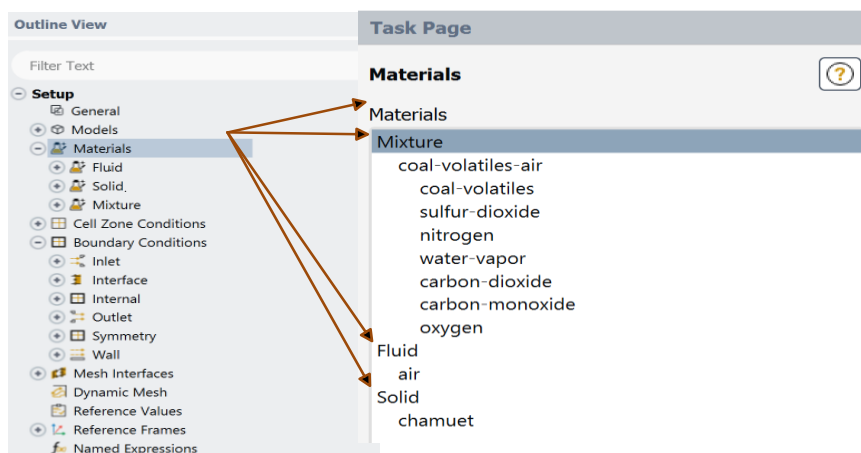 Outline View
Filter Text
Setup
General
Models
Materials
Fluid
Solid
Mixture
Cell Zone Conditions
Boundary Conditions
Inlet
Interface
Internal
Outlet
Symmetry
Wall
Mesh Interfaces
Dynamic Mesh
Reference Values
Reference Frames
Named Expressions
Task Page
Materials
Materials
Mixture
coal-volatiles-air
coal-volatiles
sulfur-dioxide
nitrogen
water-vapor
carbon-dioxide
carbon-monoxide
oxygen
Fluid
air
Solid
chamuet